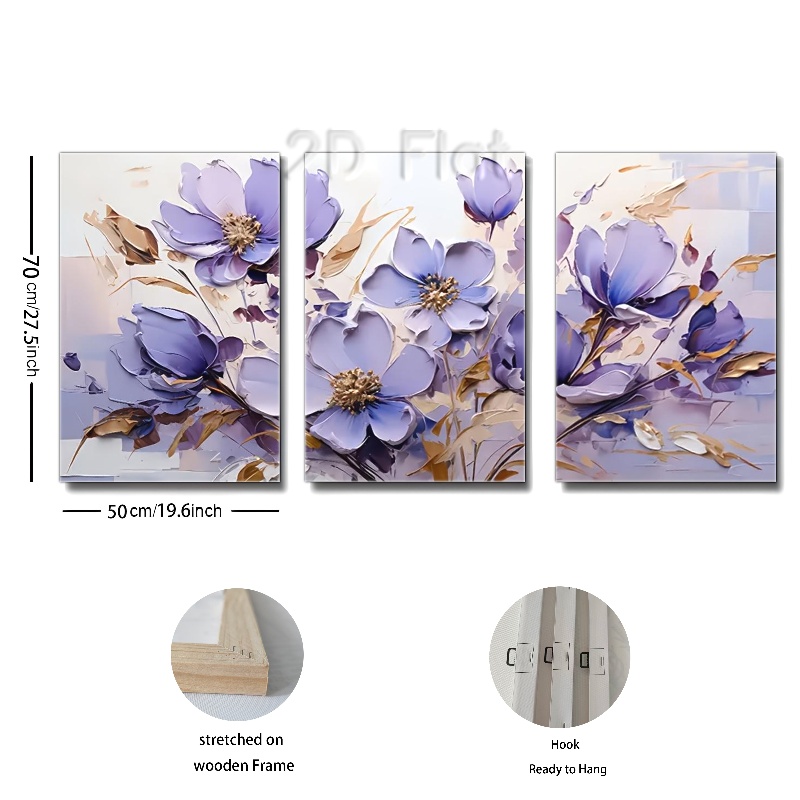 2D Flat
70cm/27.5inch
50cm/19.6inch
stretched on
wooden Frame
Hook
Ready to Hang